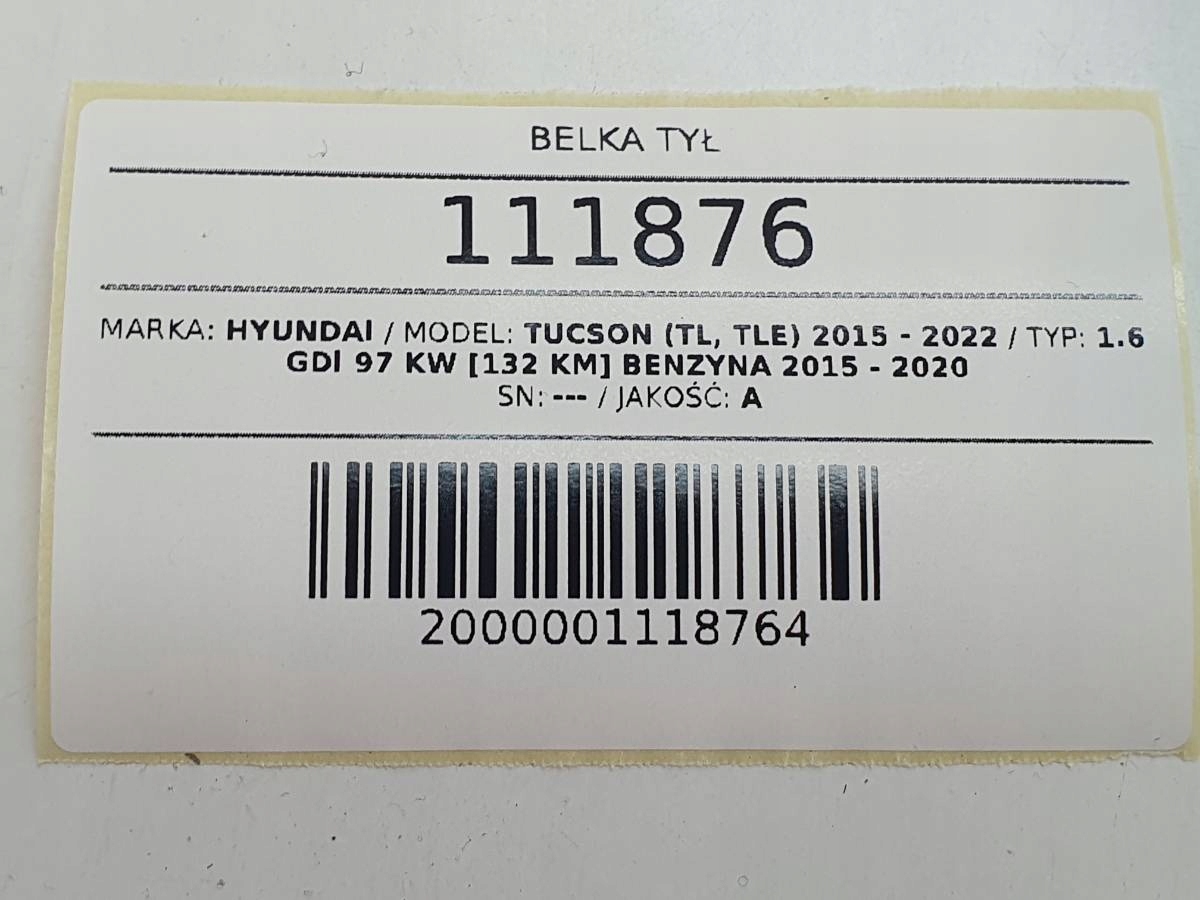 BELKA TYŁ
111876
MARKA: HYUNDAI / MODEL: TUCSON (TL, TLE) 2015 - 2022 / TYP: 1.6
GDI 97 KW [132 KM] BENZYNA 2015 - 2020
SN: --- / JAKOŚĆ: A
2000001118764